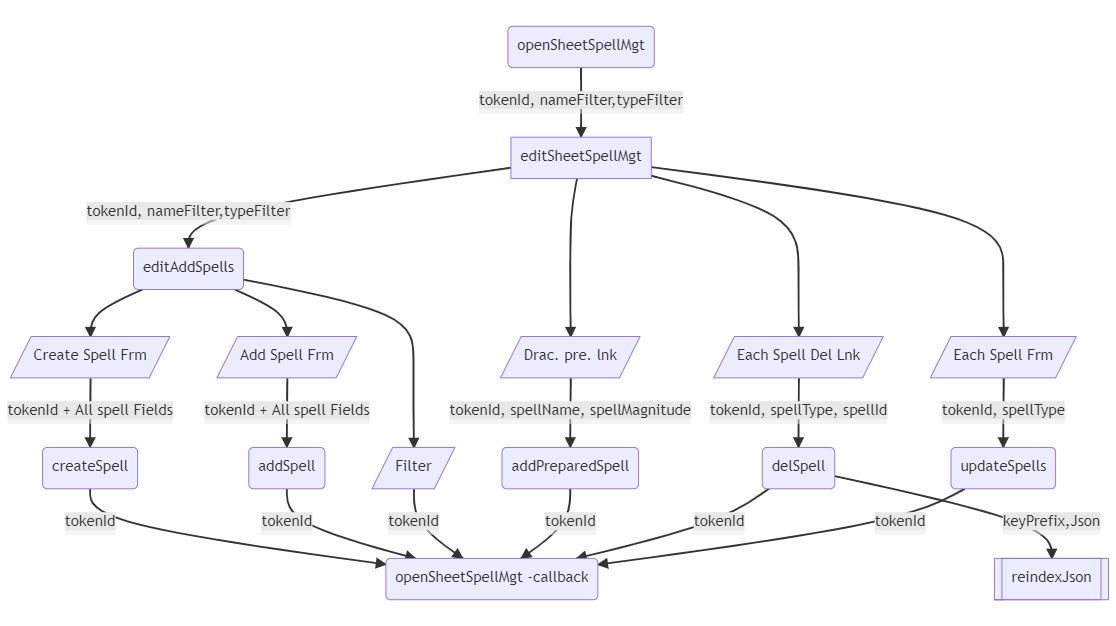 openSheetSpellMgt
tokenId, nameFilter,typeFilter
editSheetSpellMgt
tokenId, nameFilter,typeFilter
editAddSpells
Create Spell Frm
Add Spell Frm
Drac. pre. lnk
Each Spell Del Lnk
Each Spell Frm
tokenId + All spell Fields
tokenId + All spell Fields
tokenId, spellName, spellMagnitude
tokenId, spellType, spellId
tokenId, spellType
createSpell
addSpell
Filter
addPreparedSpell
delSpell
updateSpells
tokenId
tokenId
tokenId
tokenId
tokenId
tokenId
keyPrefix,Json
openSheetSpellMgt -callback
reindexJson